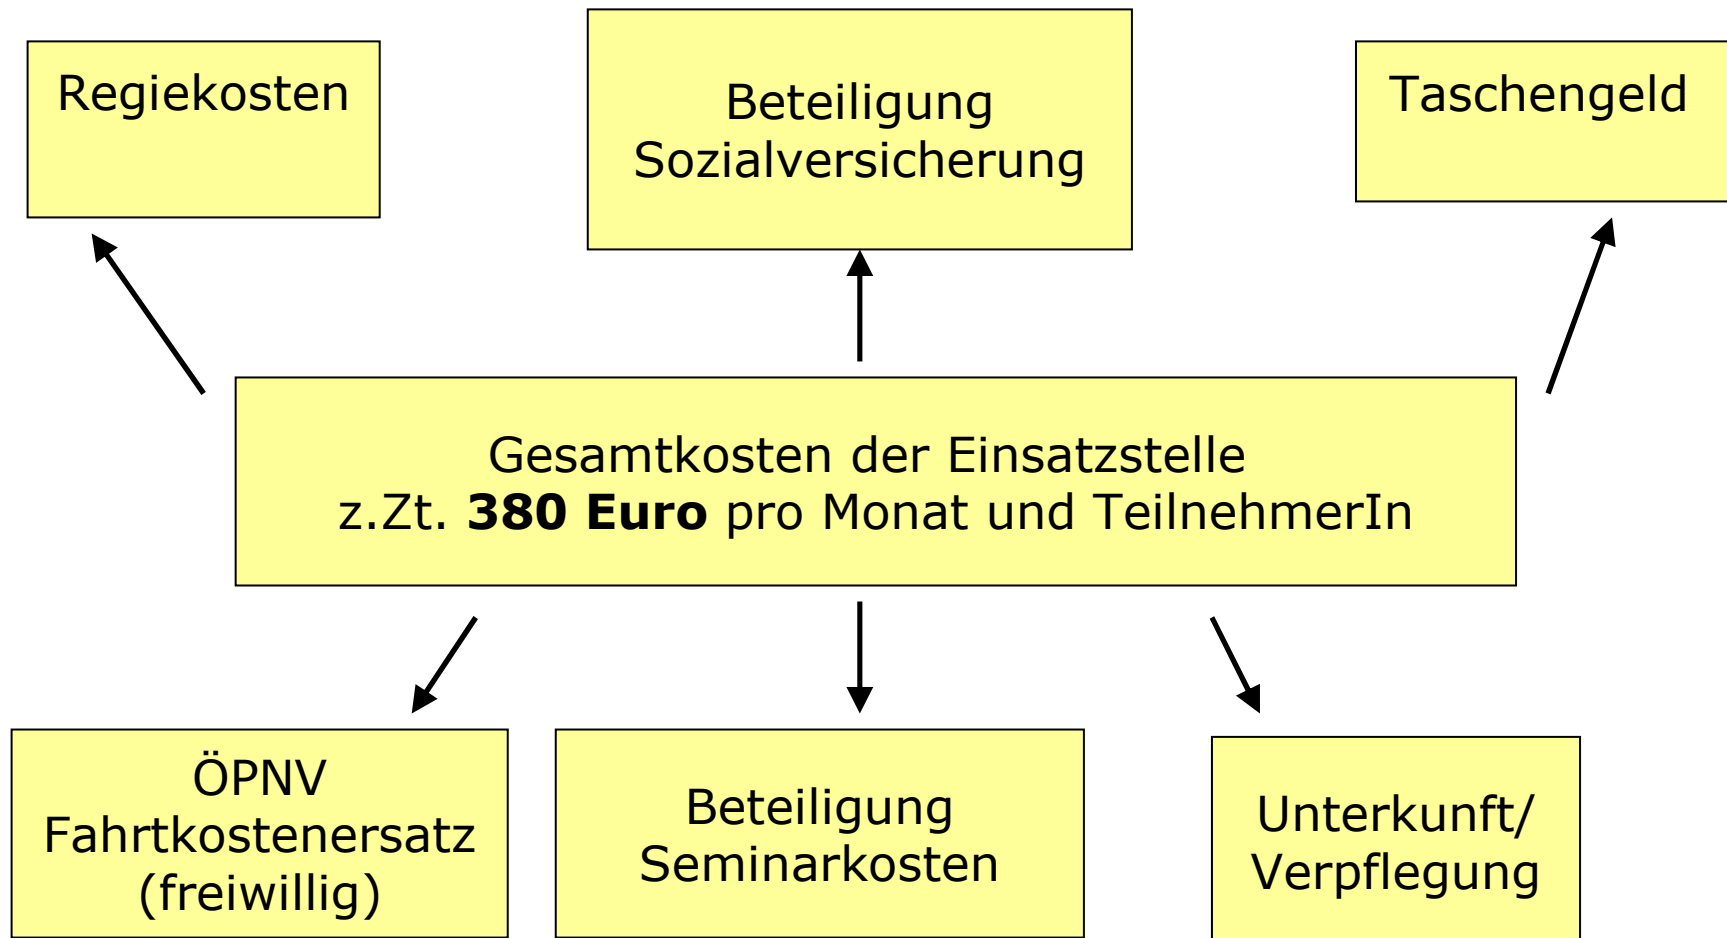 Regiekosten
Beteiligung
Sozialversicherung
Taschengeld
Gesamtkosten der Einsatzstelle
z.Zt. 380 Euro pro Monat und TeilnehmerIn
ÖPNV
Fahrtkostenersatz
(freiwillig)
Beteiligung
Seminarkosten
Unterkunft/
Verpflegung